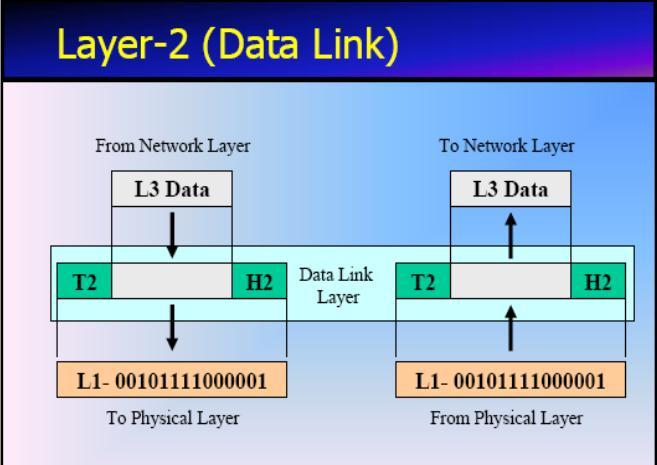 Layer-2 (Data Link)
From Network Layer
To Network Layer
L3 Data
L3 Data
T2
H2
Data Link
Layer
T2
H2
L1- 00101111000001
L1- 00101111000001
To Physical Layer
From Physical Layer